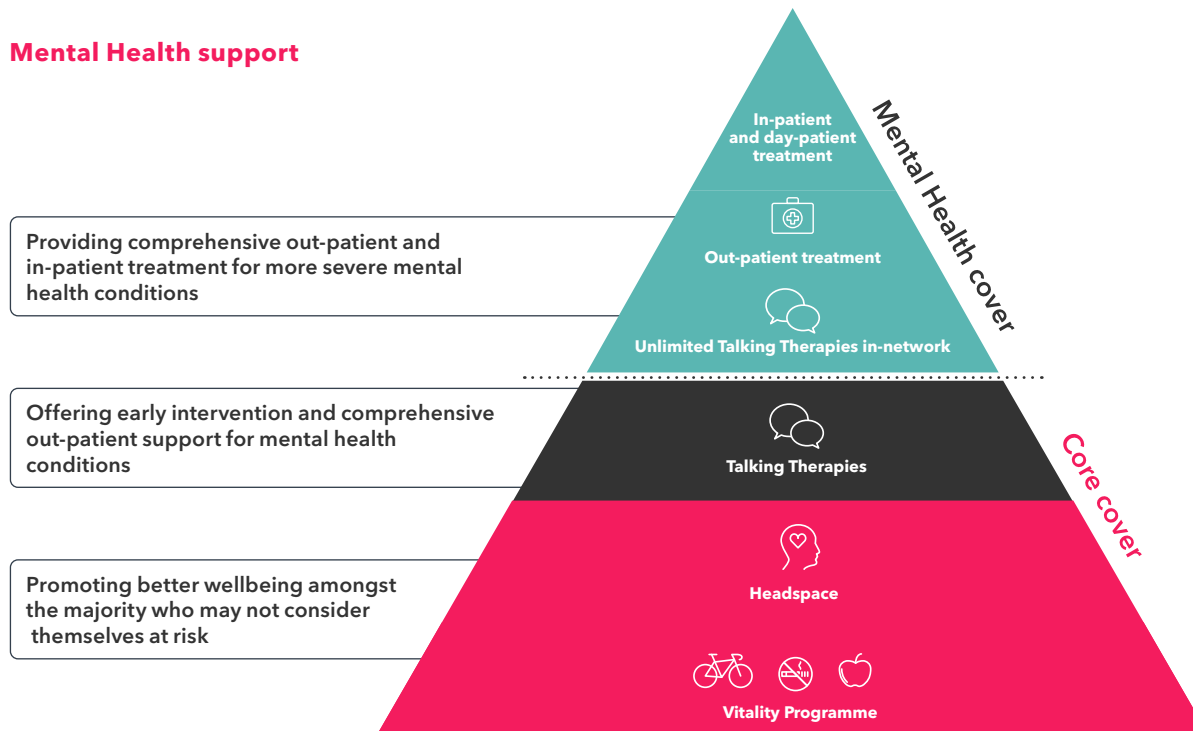 Mental Health support
In-patient
and day-patient
treatment
Mental Health cover
Providing comprehensive out-patient and
in-patient treatment for more severe mental
health conditions
Out-patient treatment
Unlimited Talking Therapies in-network
Offering early intervention and comprehensive
out-patient support for mental health
conditions
Talking Therapies
Core cover
Promoting better wellbeing amongst
the majority who may not consider
themselves at risk
Headspace
Vitality Programme